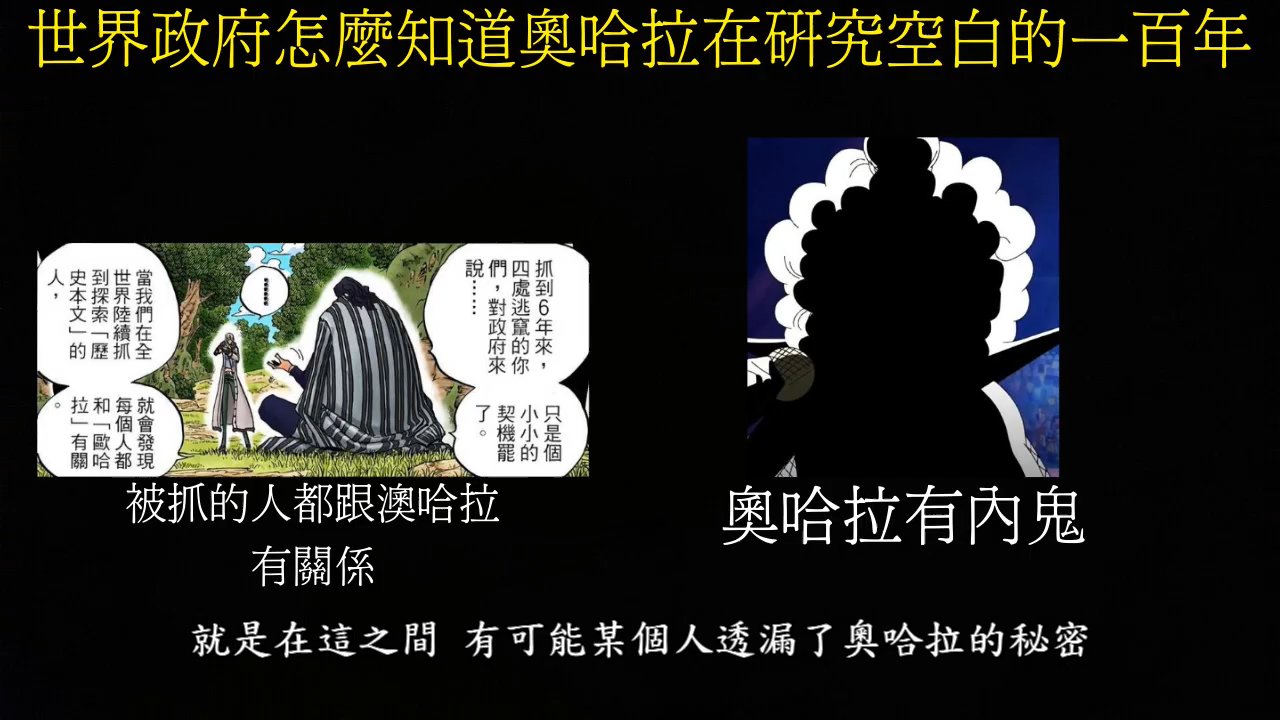 世界政府怎麼知道奧哈拉在研究空白的一百年
抓到6年來，
四處逃竄的你
們，對政府來
說……
只是個
小小的
契機罷
了。
……
當我們在全
世界陸續抓
到探索「歷
史本文」的
人，
就會發現
每個人都
和「歐哈
拉」有關
。
被抓的人都跟澳哈拉
有關係
奧哈拉有內鬼
就是在這之間 有可能某個人透漏了奧哈拉的秘密